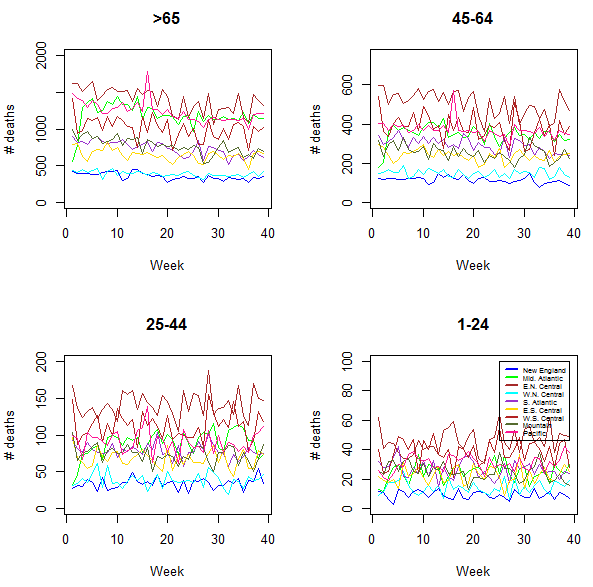 >65
2000
1000
500
0
# deaths
0 10 20 30 40
Week
45-64
600
400
200
0
# deaths
0 10 20 30 40
Week
25-44
200
150
100
50
0
# deaths
0 10 20 30 40
Week
1-24
100
80
60
40
20
0
# deaths
New England
Mid. Atlantic
E.N. Central
W.N. Central
S. Atlantic
E.S. Central
W.S. Central
Mountain
Pacific
0 10 20 30 40
Week